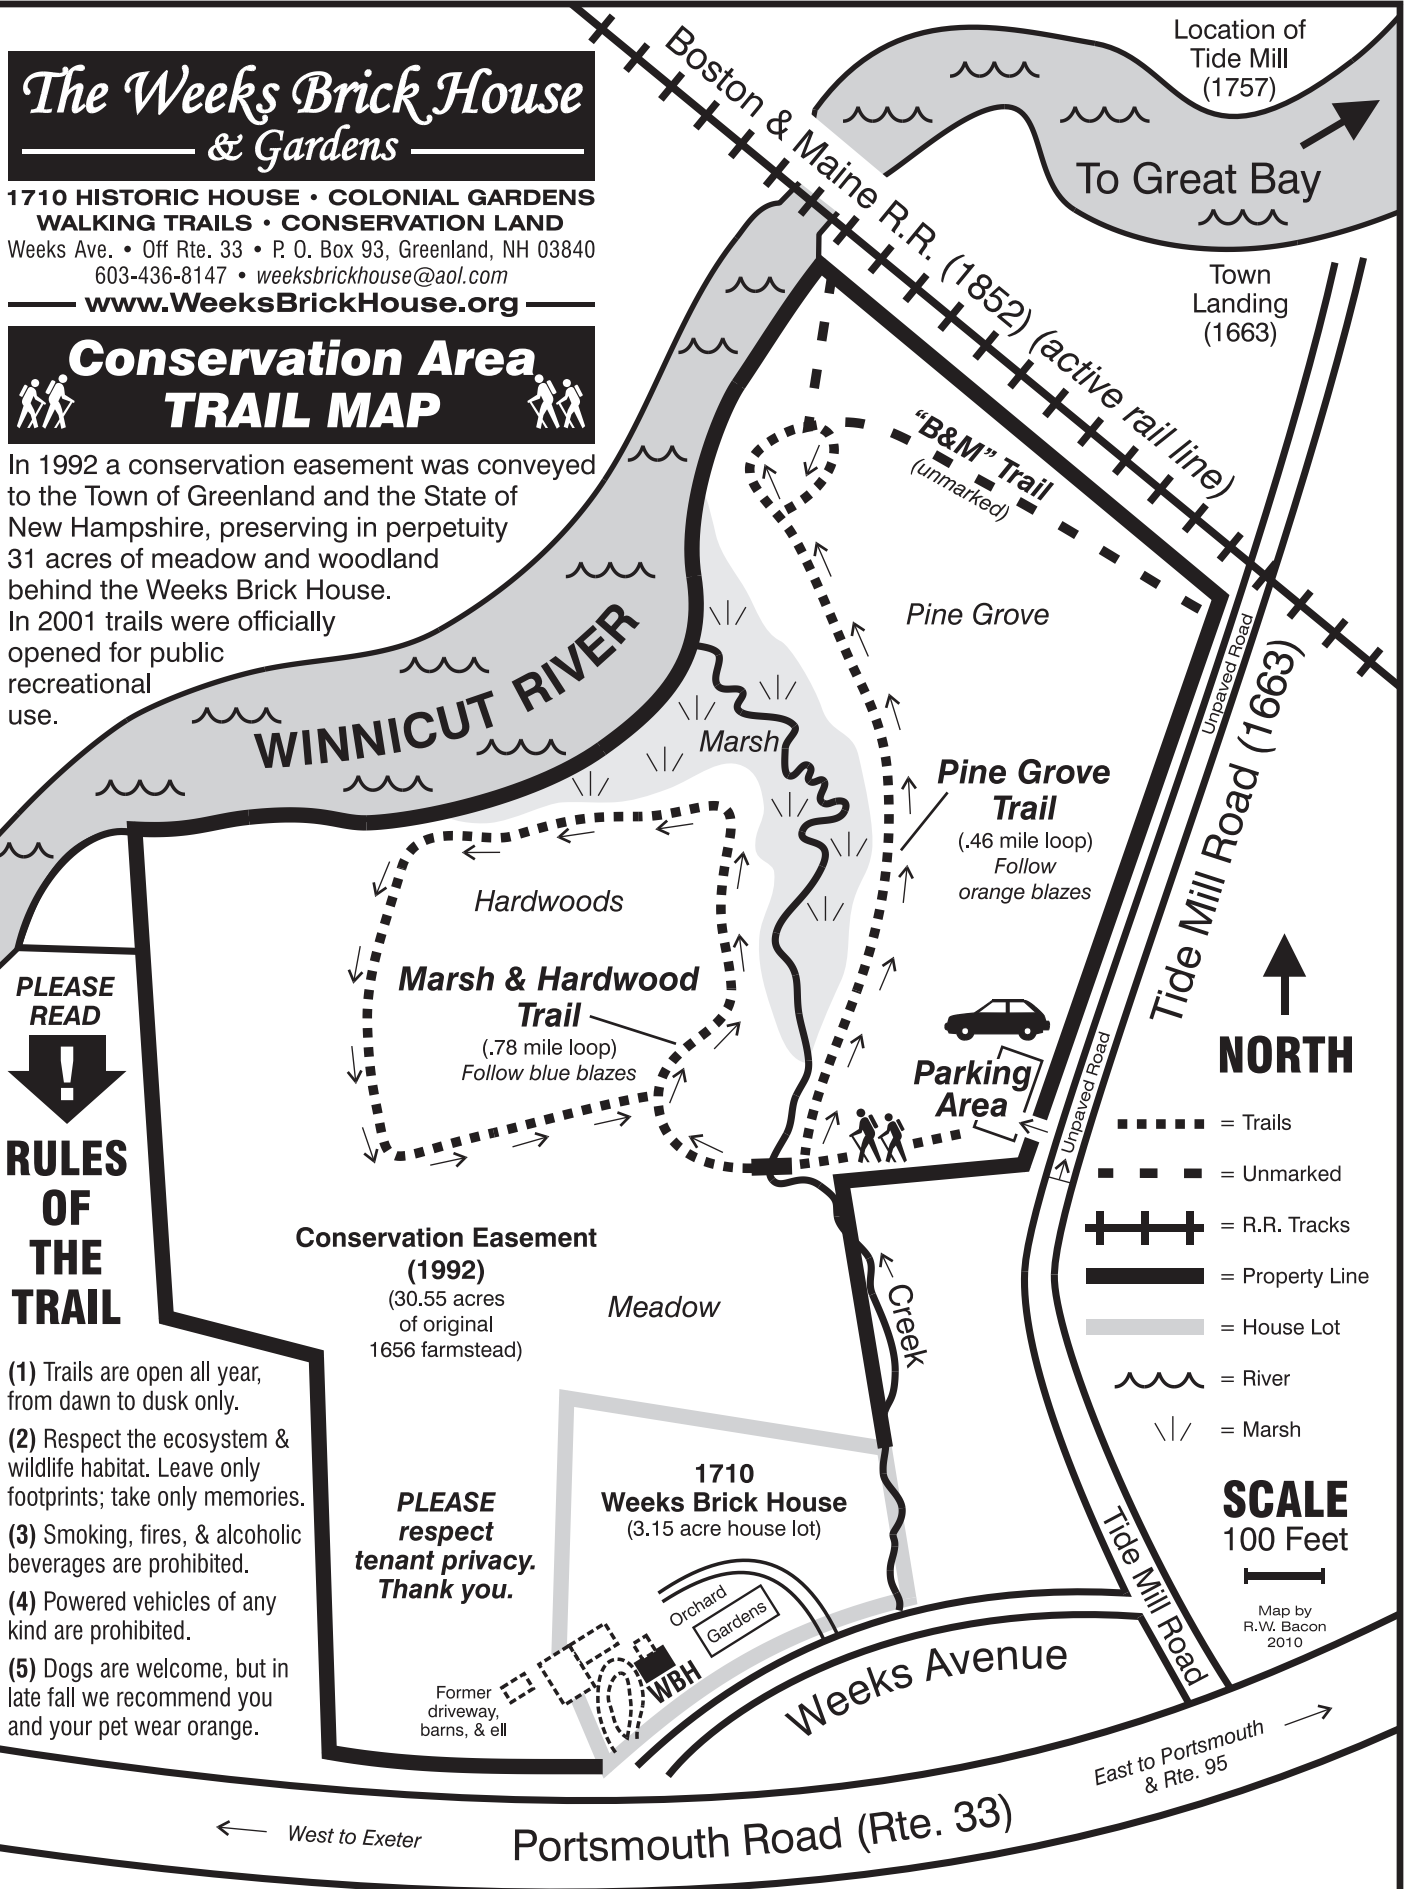 The Weeks Brick House
& Gardens
1710 HISTORIC HOUSE • COLONIAL GARDENS
WALKING TRAILS • CONSERVATION LAND
Weeks Ave. • Off Rte. 33 • P. O. Box 93, Greenland, NH 03840
603-436-8147 • weeksbrickhouse@aol.com
www.WeeksBrickHouse.org
Conservation Area
TRAIL MAP
In 1992 a conservation easement was conveyed
to the Town of Greenland and the State of
New Hampshire, preserving in perpetuity
31 acres of meadow and woodland
behind the Weeks Brick House.
In 2001 trails were officially
opened for public
recreational
use.
Location of
Tide Mill
(1757)
To Great Bay
Boston & Maine R.R. (1852) (active rail line)
Town
Landing
(1663)
"B&M" Trail
(unmarked)
Pine Grove
WINNICUT RIVER
Marsh
Unpaved Road
Tide Mill Road (1663)
Pine Grove
Trail
(.46 mile loop)
Follow
orange blazes
Hardwoods
Marsh & Hardwood
Trail
(.78 mile loop)
Follow blue blazes
Parking
Area
Unpaved Road
NORTH
= Trails
= Unmarked
= R.R. Tracks
= Property Line
= House Lot
= River
= Marsh
SCALE
100 Feet
Map by
R.W. Bacon
2010
PLEASE
READ
!
RULES
OF
THE
TRAIL
(1) Trails are open all year,
from dawn to dusk only.
(2) Respect the ecosystem &
wildlife habitat. Leave only
footprints; take only memories.
(3) Smoking, fires, & alcoholic
beverages are prohibited.
(4) Powered vehicles of any
kind are prohibited.
(5) Dogs are welcome, but in
late fall we recommend you
and your pet wear orange.
Conservation Easement
(1992)
(30.55 acres
of original
1656 farmstead)
Meadow
Creek
1710
Weeks Brick House
(3.15 acre house lot)
PLEASE
respect
tenant privacy.
Thank you.
Orchard
Gardens
WBH
Former
driveway,
barns, & ell
Tide Mill Road
Weeks Avenue
East to Portsmouth
& Rte. 95
West to Exeter
Portsmouth Road (Rte. 33)